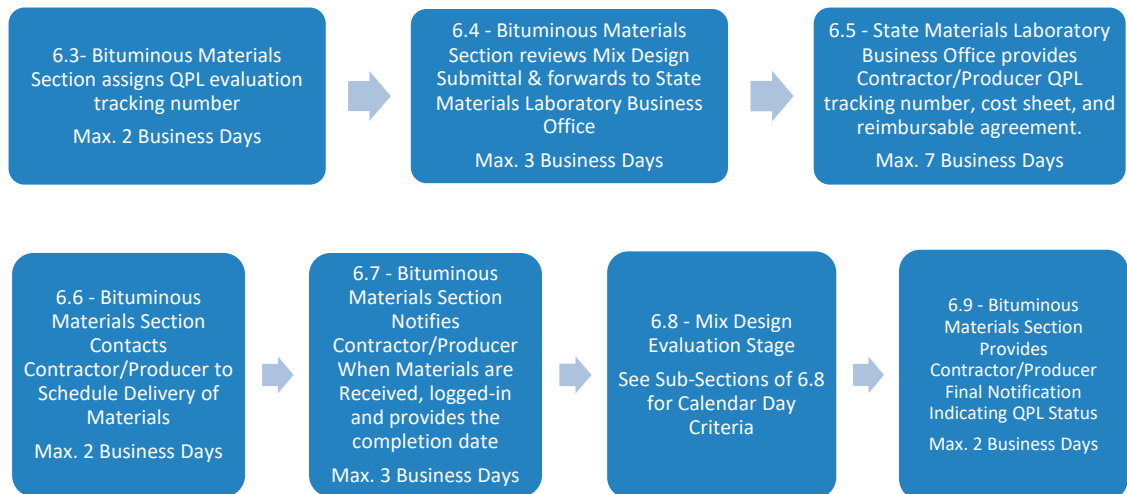 6.3- Bituminous Materials
Section assigns QPL evaluation
tracking number
Max. 2 Business Days
6.4 - Bituminous Materials
Section reviews Mix Design
Submittal & forwards to State
Materials Laboratory Business
Office
Max. 3 Business Days
6.5 - State Materials Laboratory
Business Office provides
Contractor/Producer QPL
tracking number, cost sheet, and
reimbursable agreement.
Max. 7 Business Days
6.6 - Bituminous
Materials Section
Contacts
Contractor/Producer to
Schedule Delivery of
Materials
Max. 2 Business Days
6.7 - Bituminous
Materials Section
Notifies
Contractor/Producer
When Materials are
Received, logged-in
and provides the
completion date
Max. 3 Business Days
6.8 - Mix Design
Evaluation Stage
See Sub-Sections of 6.8
for Calendar Day
Criteria
6.9 - Bituminous
Materials Section
Provides
Contractor/Producer
Final Notification
Indicating QPL Status
Max. 2 Business Days